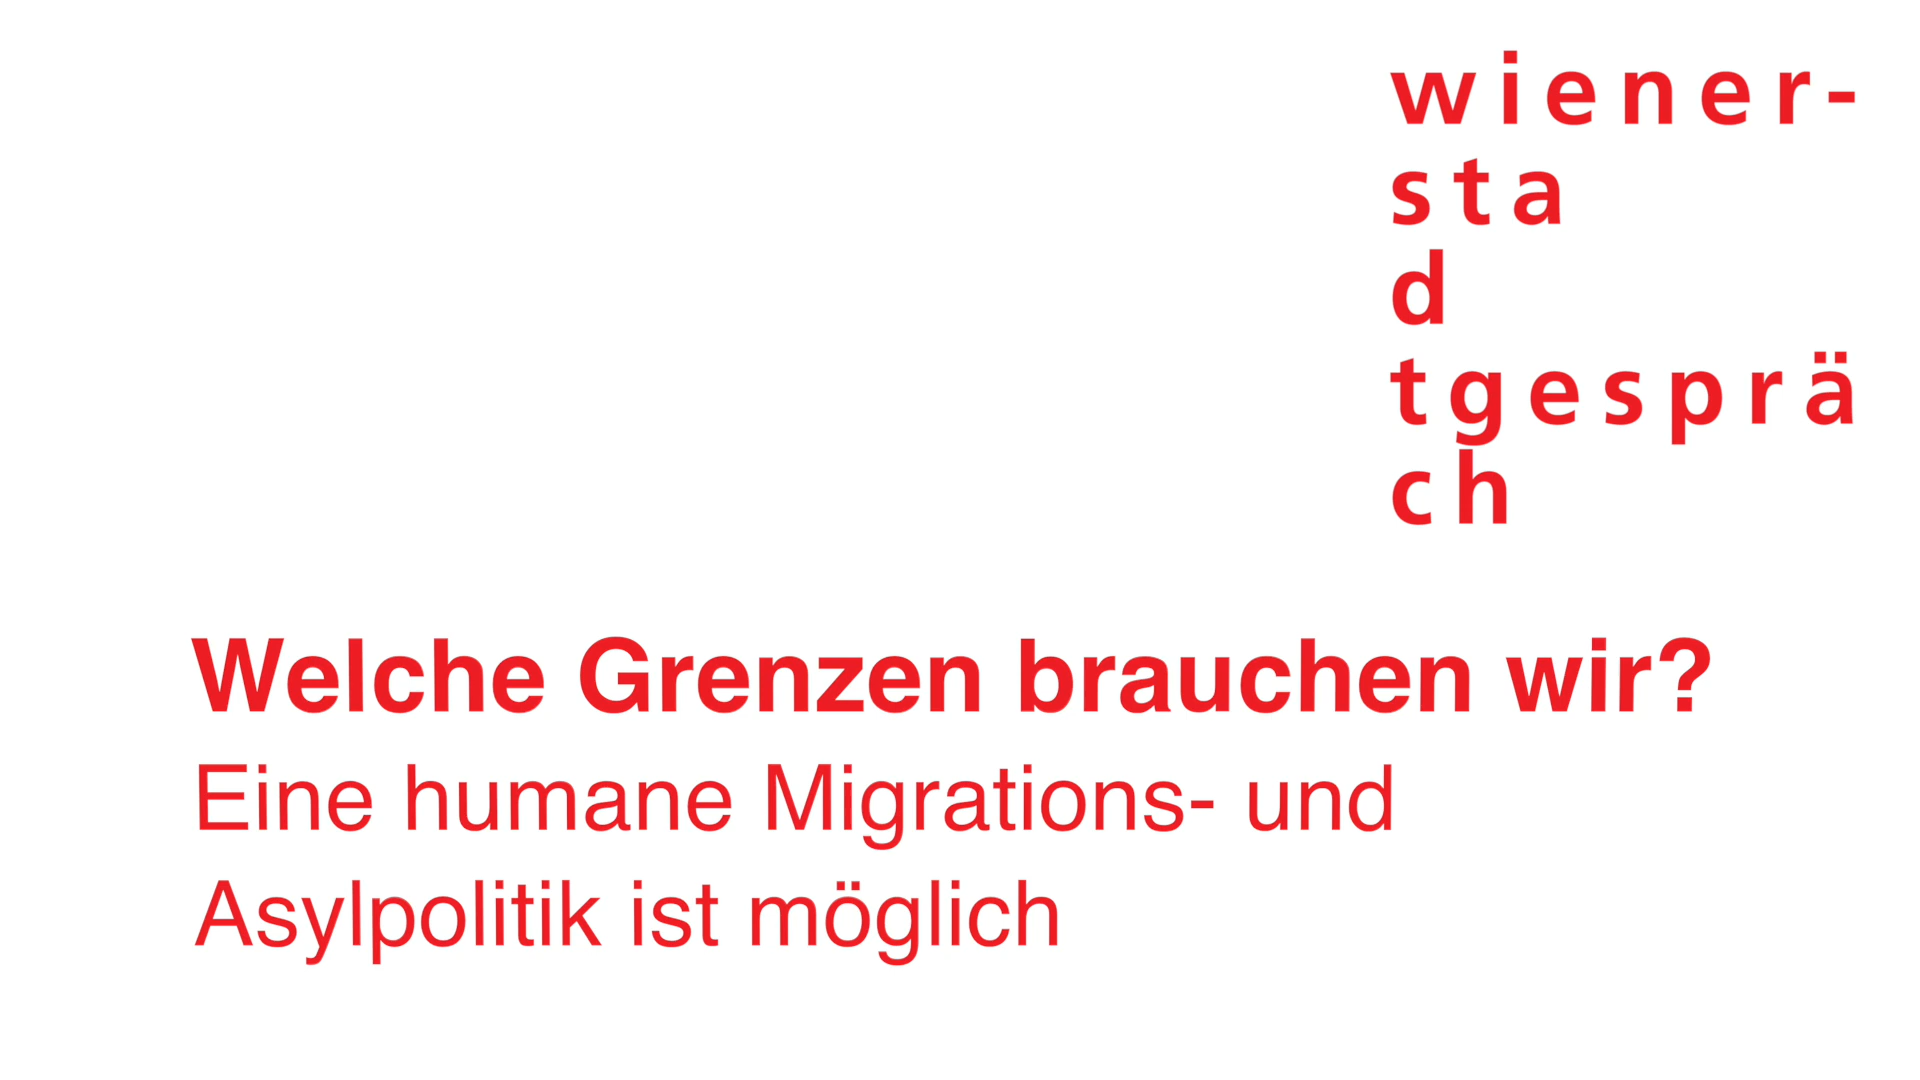 wiener-
sta
d
tgesprä
ch
Welche Grenzen brauchen wir?
Eine humane Migrations- und
Asylpolitik ist möglich